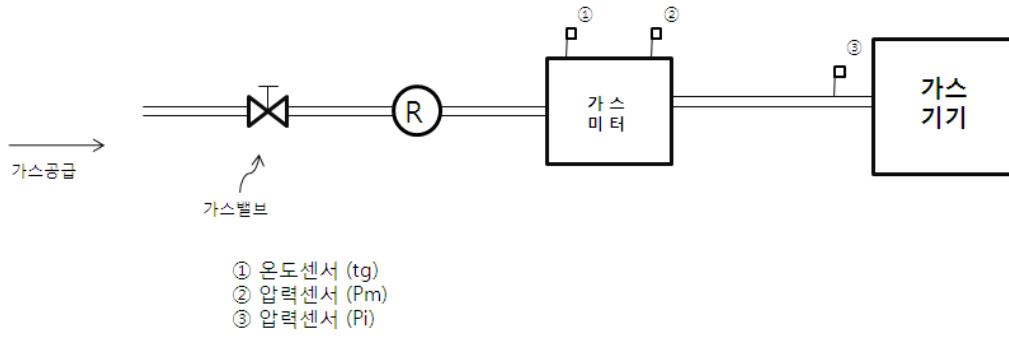 ① ②
③
가스
기기
가 스
미 터
R
가스공급
가스밸브
① 온도센서 (tg)
② 압력센서 (Pm)
③ 압력센서 (Pi)